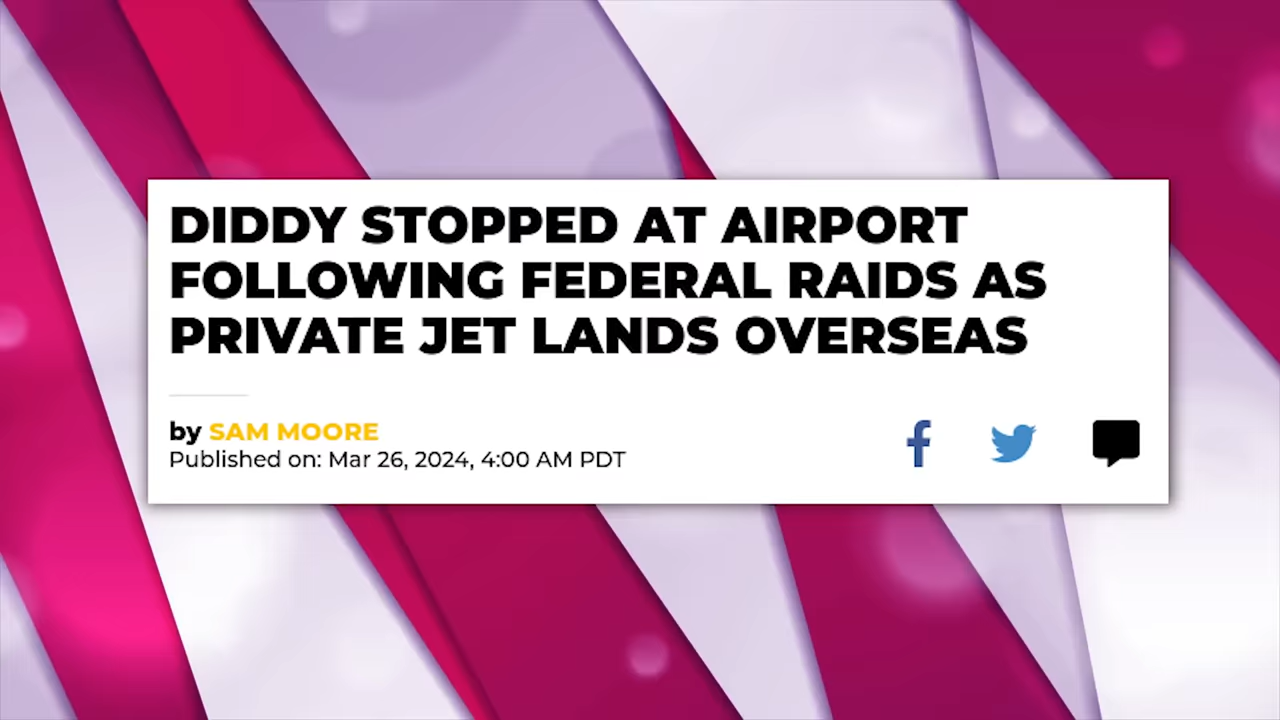 DIDDY STOPPED AT AIRPORT
FOLLOWING FEDERAL RAIDS AS
PRIVATE JET LANDS OVERSEAS
by SAM MOORE
Published on: Mar 26, 2024, 4:00 AM PDT